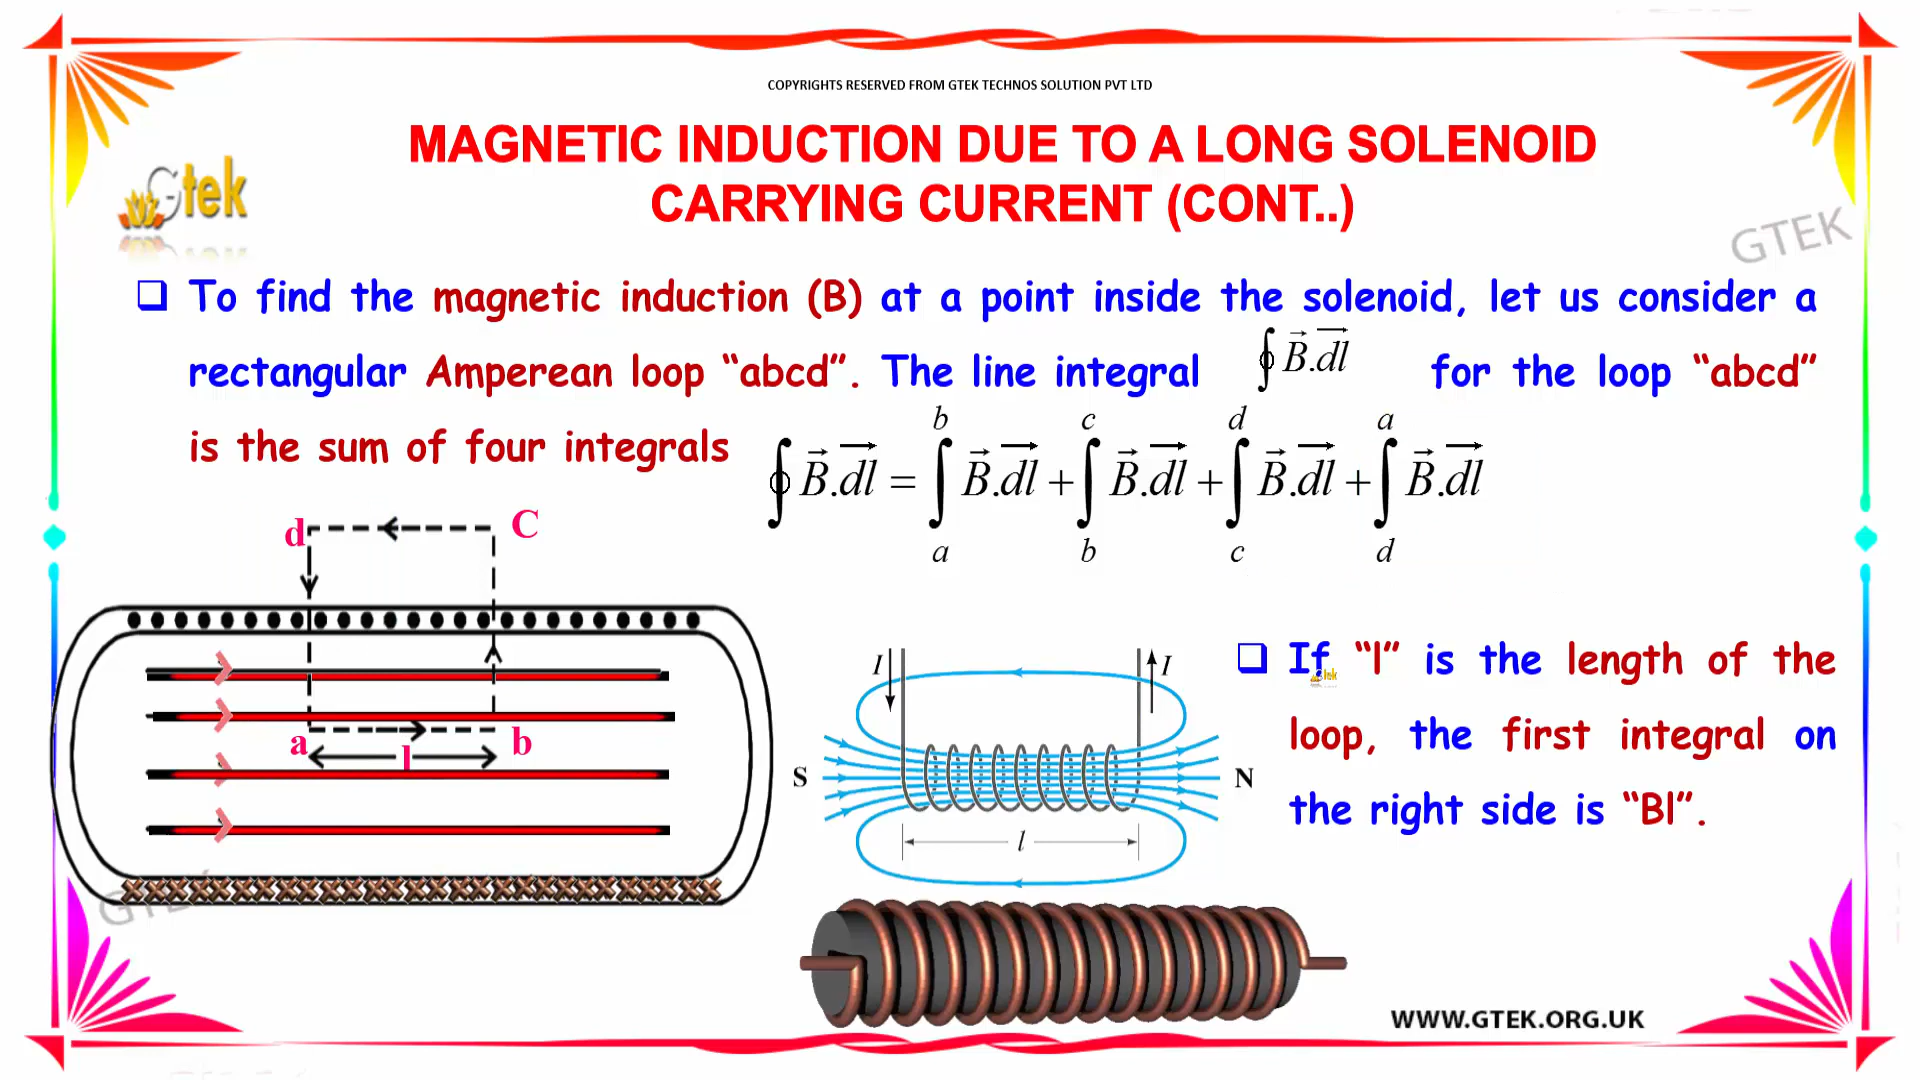 COPYRIGHTS RESERVED FROM GTEK TECHNOS SOLUTION PVT LTD
MAGNETIC INDUCTION DUE TO A LONG SOLENOID
CARRYING CURRENT (CONT..)
Gtek
GTEK
To find the magnetic induction (B) at a point inside the solenoid, let us consider a
rectangular Amperean loop “abcd”. The line integral ∮ B⃗.dl⃗ for the loop “abcd”
is the sum of four integrals ∮ B⃗.dl⃗ = ∫_a^b B⃗.dl⃗ + ∫_b^c B⃗.dl⃗ + ∫_c^d B⃗.dl⃗ + ∫_d^a B⃗.dl⃗
d C
a b
l
I I
S N
l
If “l” is the length of the
loop, the first integral on
the right side is “Bl”.
Gtek
GTEK
WWW.GTEK.ORG.UK